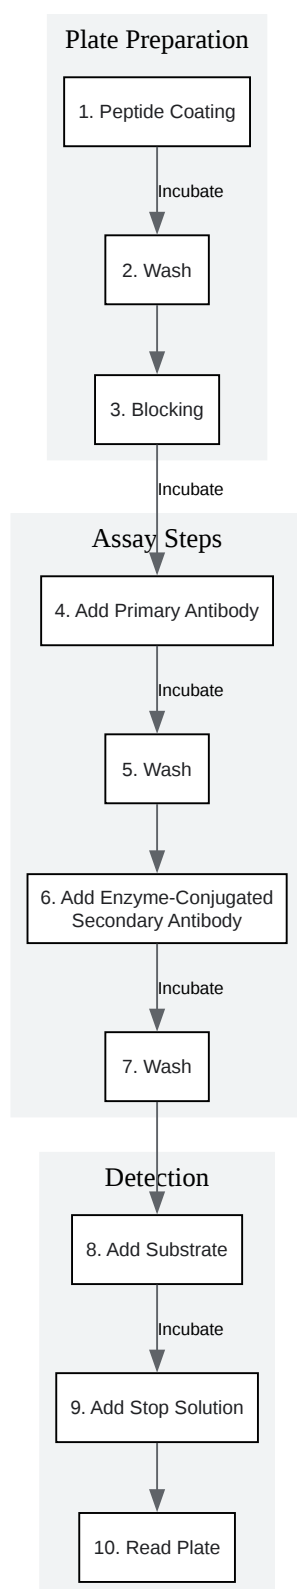 Plate Preparation
1. Peptide Coating
Incubate
2. Wash
3. Blocking
Incubate
Assay Steps
4. Add Primary Antibody
Incubate
5. Wash
6. Add Enzyme-Conjugated
Secondary Antibody
Incubate
7. Wash
Detection
8. Add Substrate
Incubate
9. Add Stop Solution
10. Read Plate